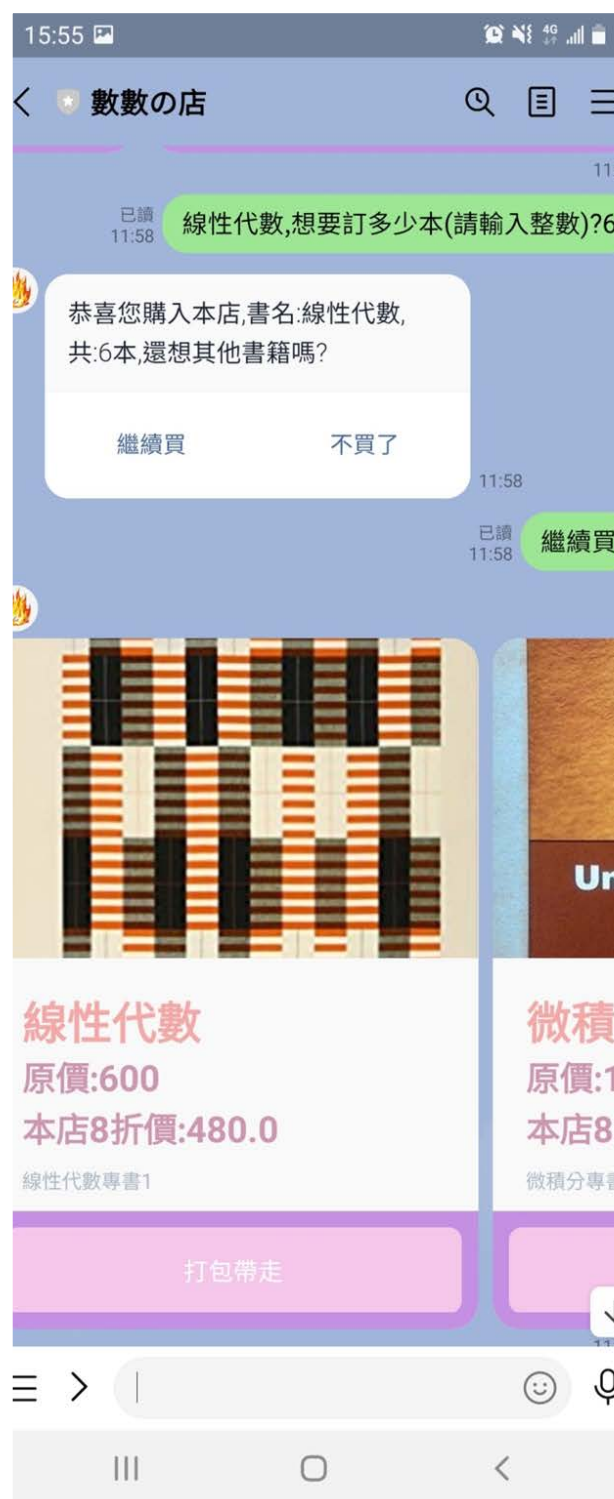 15:55
4G
數數の店
11
已讀
11:58
線性代數,想要訂多少本(請輸入整數)?6
恭喜您購入本店,書名:線性代數,
共:6本,還想其他書籍嗎?
繼續買
不買了
11:58
已讀
11:58
繼續買
Un
線性代數
原價:600
本店8折價:480.0
線性代數專書1
打包帶走
微積
原價:1
本店8
微積分專書
11